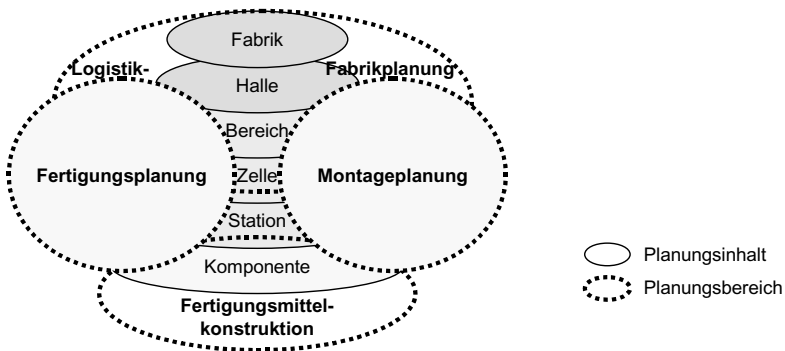 Fabrik
Logistik- Fabrikplanung
Halle
Bereich
Fertigungsplanung Zelle Montageplanung
Station
Komponente
Fertigungsmittel-
konstruktion
Planungsinhalt
Planungsbereich